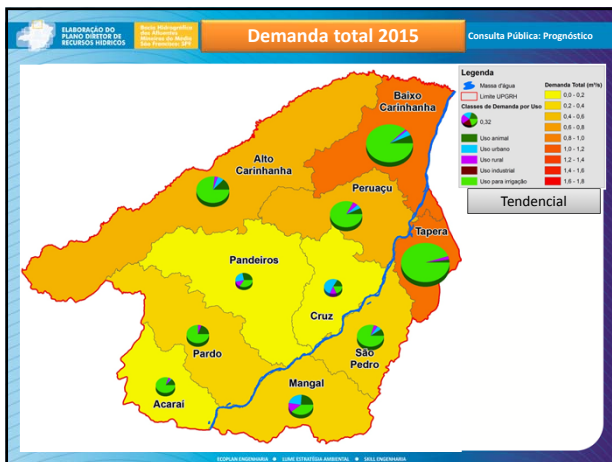 ELABORAÇÃO DO
PLANO DIRETOR DE
RECURSOS HÍDRICOS
Bacia Hidrográfica
dos Afluentes
Mineiros do Médio
São Francisco: SF9
Demanda total 2015
Consulta Pública: Prognóstico
Legenda
Massa d'água
Limite UPGRH
Classes de Demanda por Uso
0,32
Uso animal
Uso urbano
Uso rural
Uso industrial
Uso para irrigação
Demanda Total (m³/s)
0,0 - 0,2
0,2 - 0,4
0,4 - 0,6
0,6 - 0,8
0,8 - 1,0
1,0 - 1,2
1,2 - 1,4
1,4 - 1,6
1,6 - 1,8
Tendencial
Baixo
Carinhanha
Alto
Carinhanha
Peruaçu
Tapera
Pandeiros
Cruz
Pardo
São
Pedro
Mangal
Acarai
ECOPLAN ENGENHARIA ● LUME ESTRATÉGIA AMBIENTAL ● SKILL ENGENHARIA